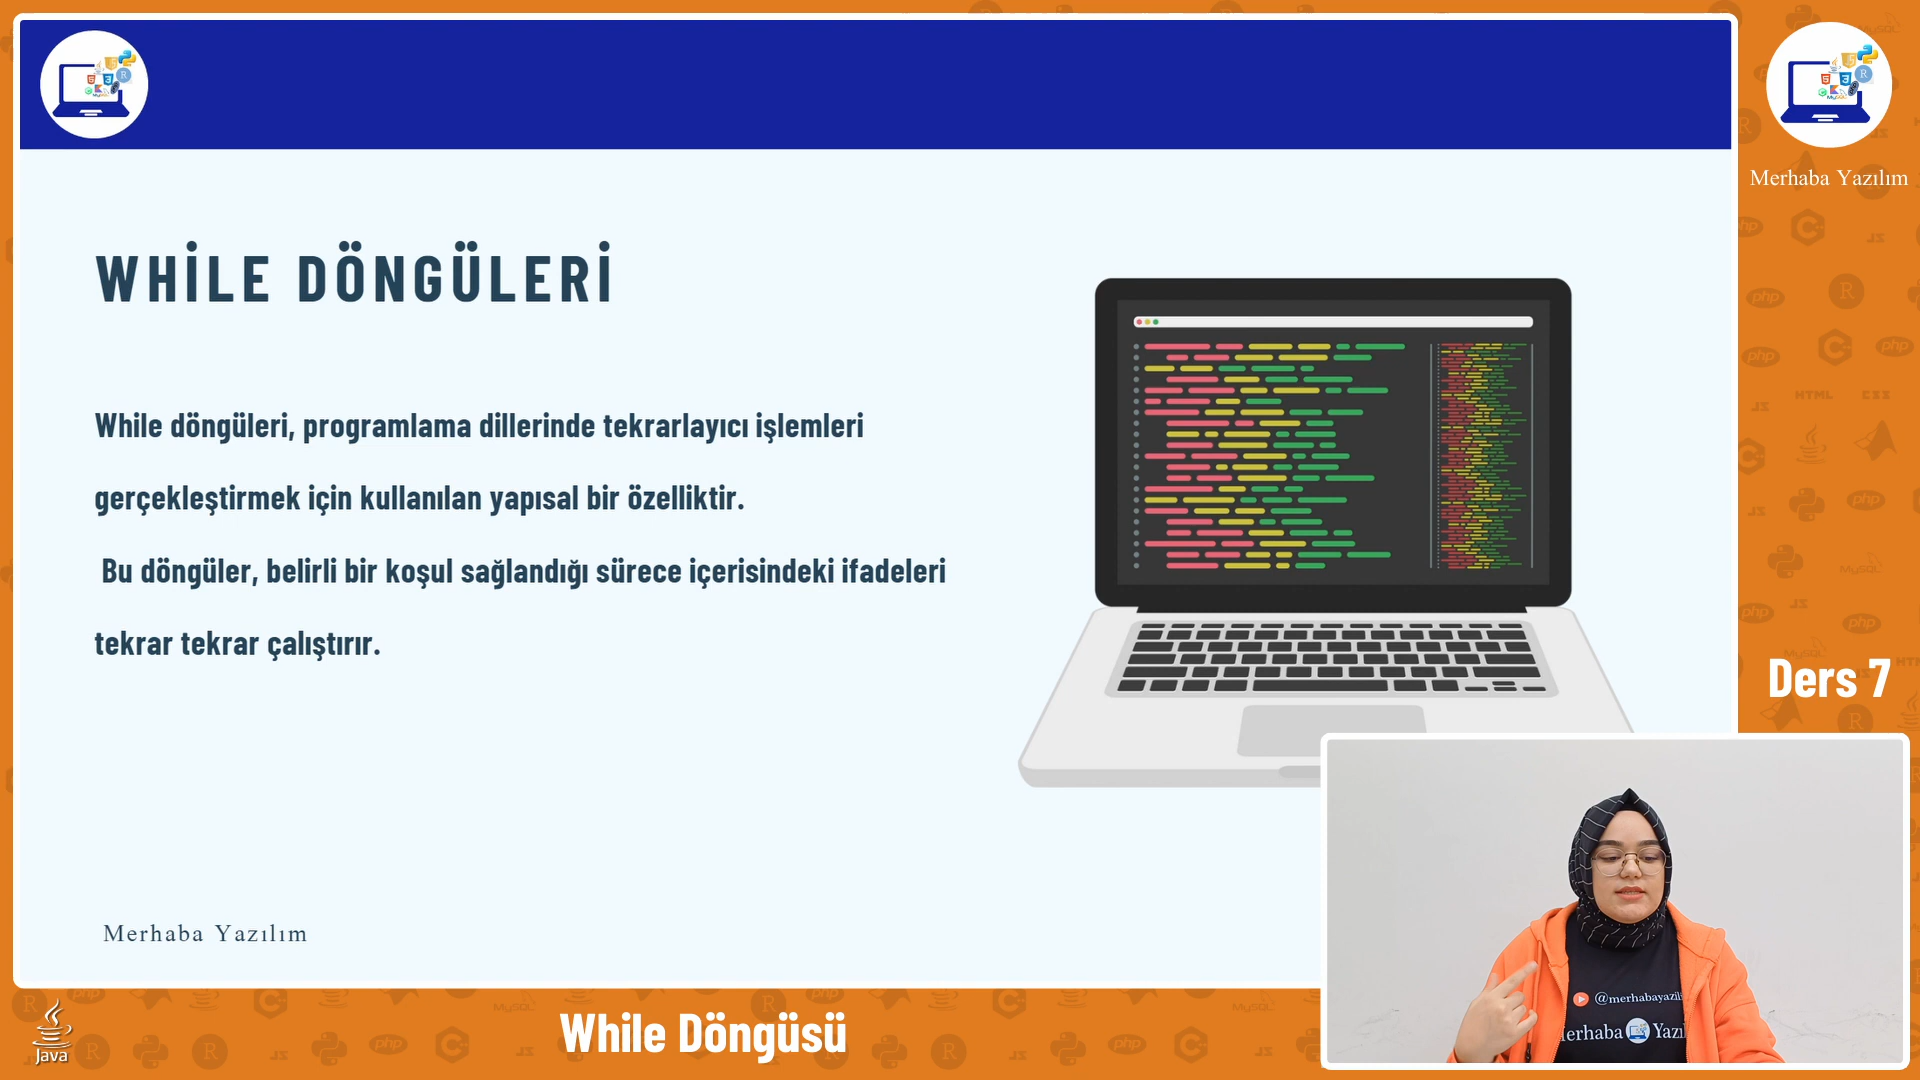 Merhaba Yazılım
WHİLE DÖNGÜLERİ
While döngüleri, programlama dillerinde tekrarlayıcı işlemleri
gerçekleştirmek için kullanılan yapısal bir özelliktir.
Bu döngüler, belirli bir koşul sağlandığı sürece içerisindeki ifadeleri
tekrar tekrar çalıştırır.
Merhaba Yazılım
Ders 7
While Döngüsü
Java